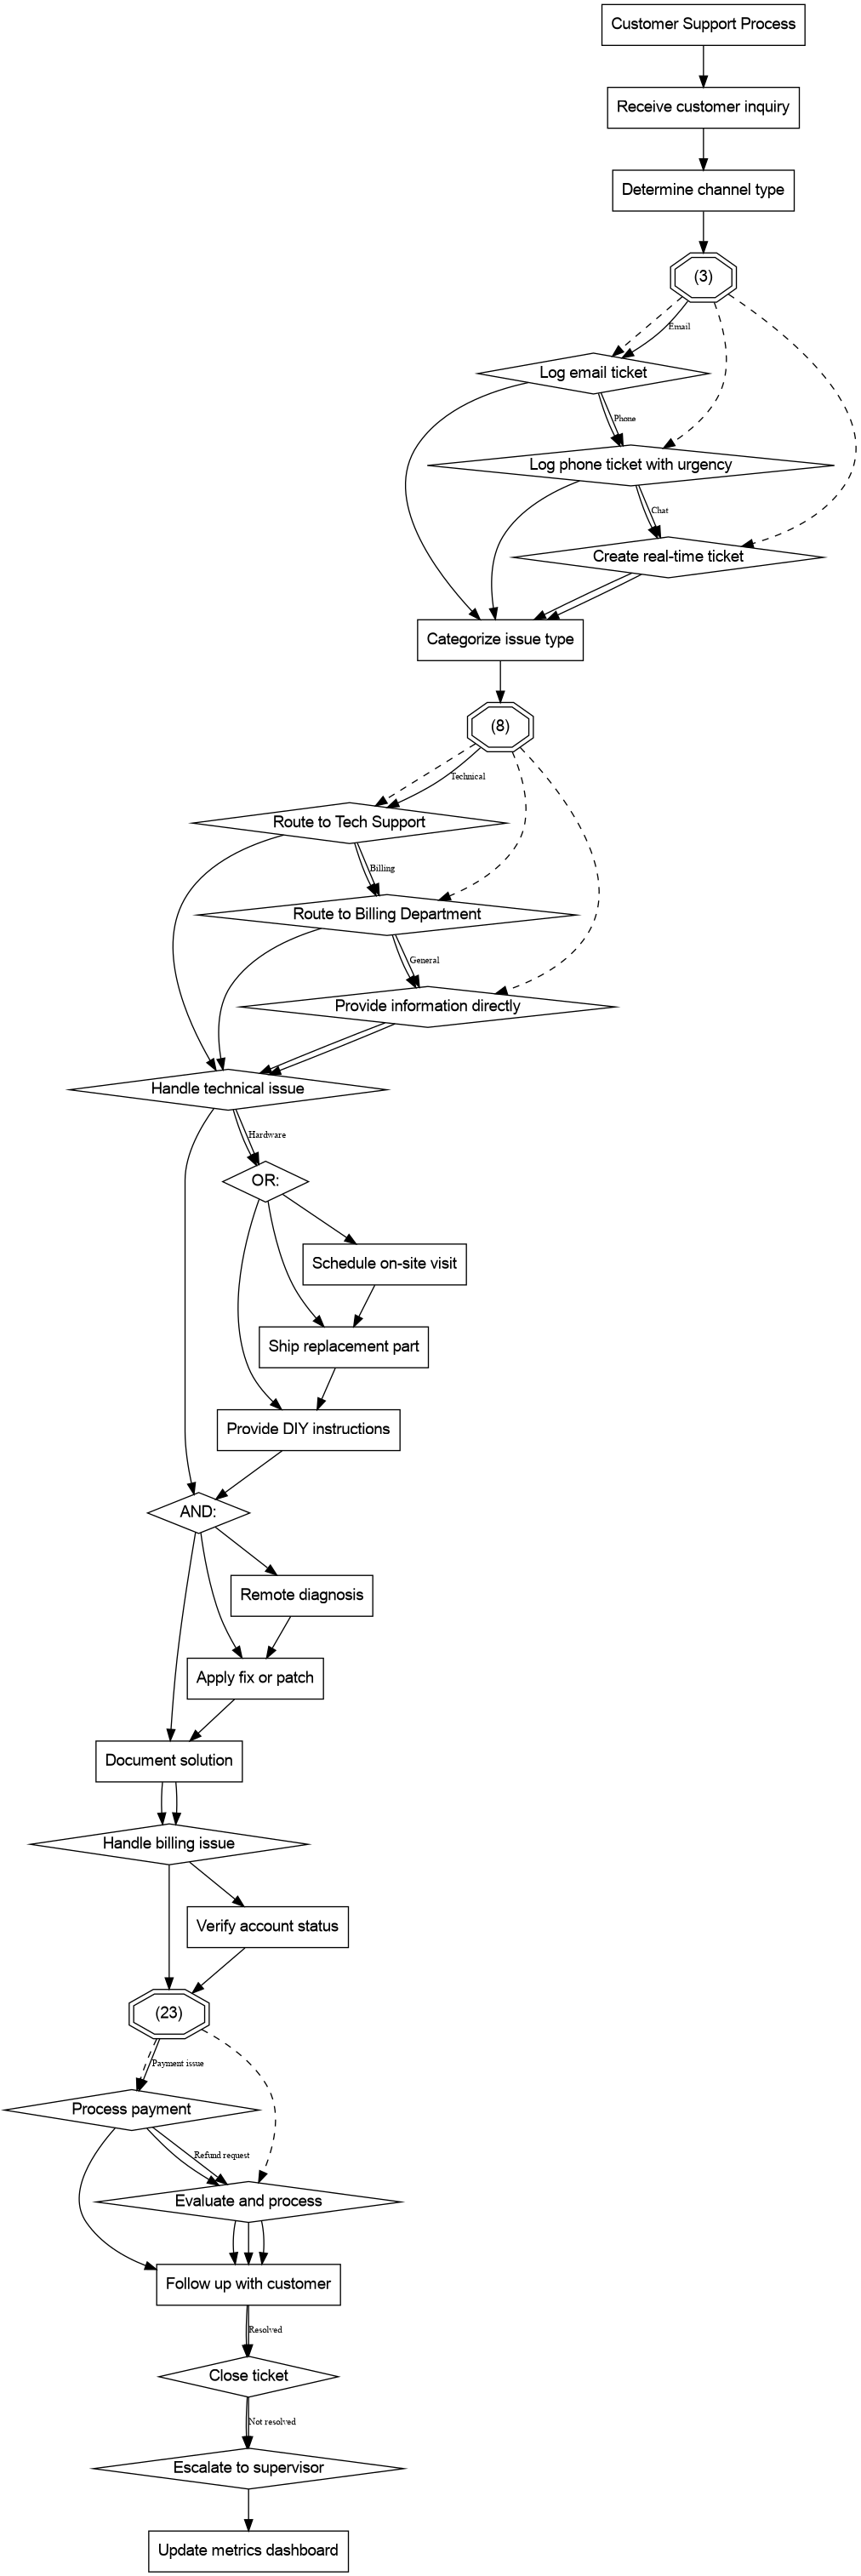 Customer Support Process
Receive customer inquiry
Determine channel type
(3)
Email
Log email ticket
Phone
Log phone ticket with urgency
Chat
Create real-time ticket
Categorize issue type
(8)
Technical
Route to Tech Support
Billing
Route to Billing Department
General
Provide information directly
Handle technical issue
Hardware
OR:
Schedule on-site visit
Ship replacement part
Provide DIY instructions
AND:
Remote diagnosis
Apply fix or patch
Document solution
Handle billing issue
Verify account status
(23)
Payment issue
Process payment
Refund request
Evaluate and process
Follow up with customer
Resolved
Close ticket
Not resolved
Escalate to supervisor
Update metrics dashboard